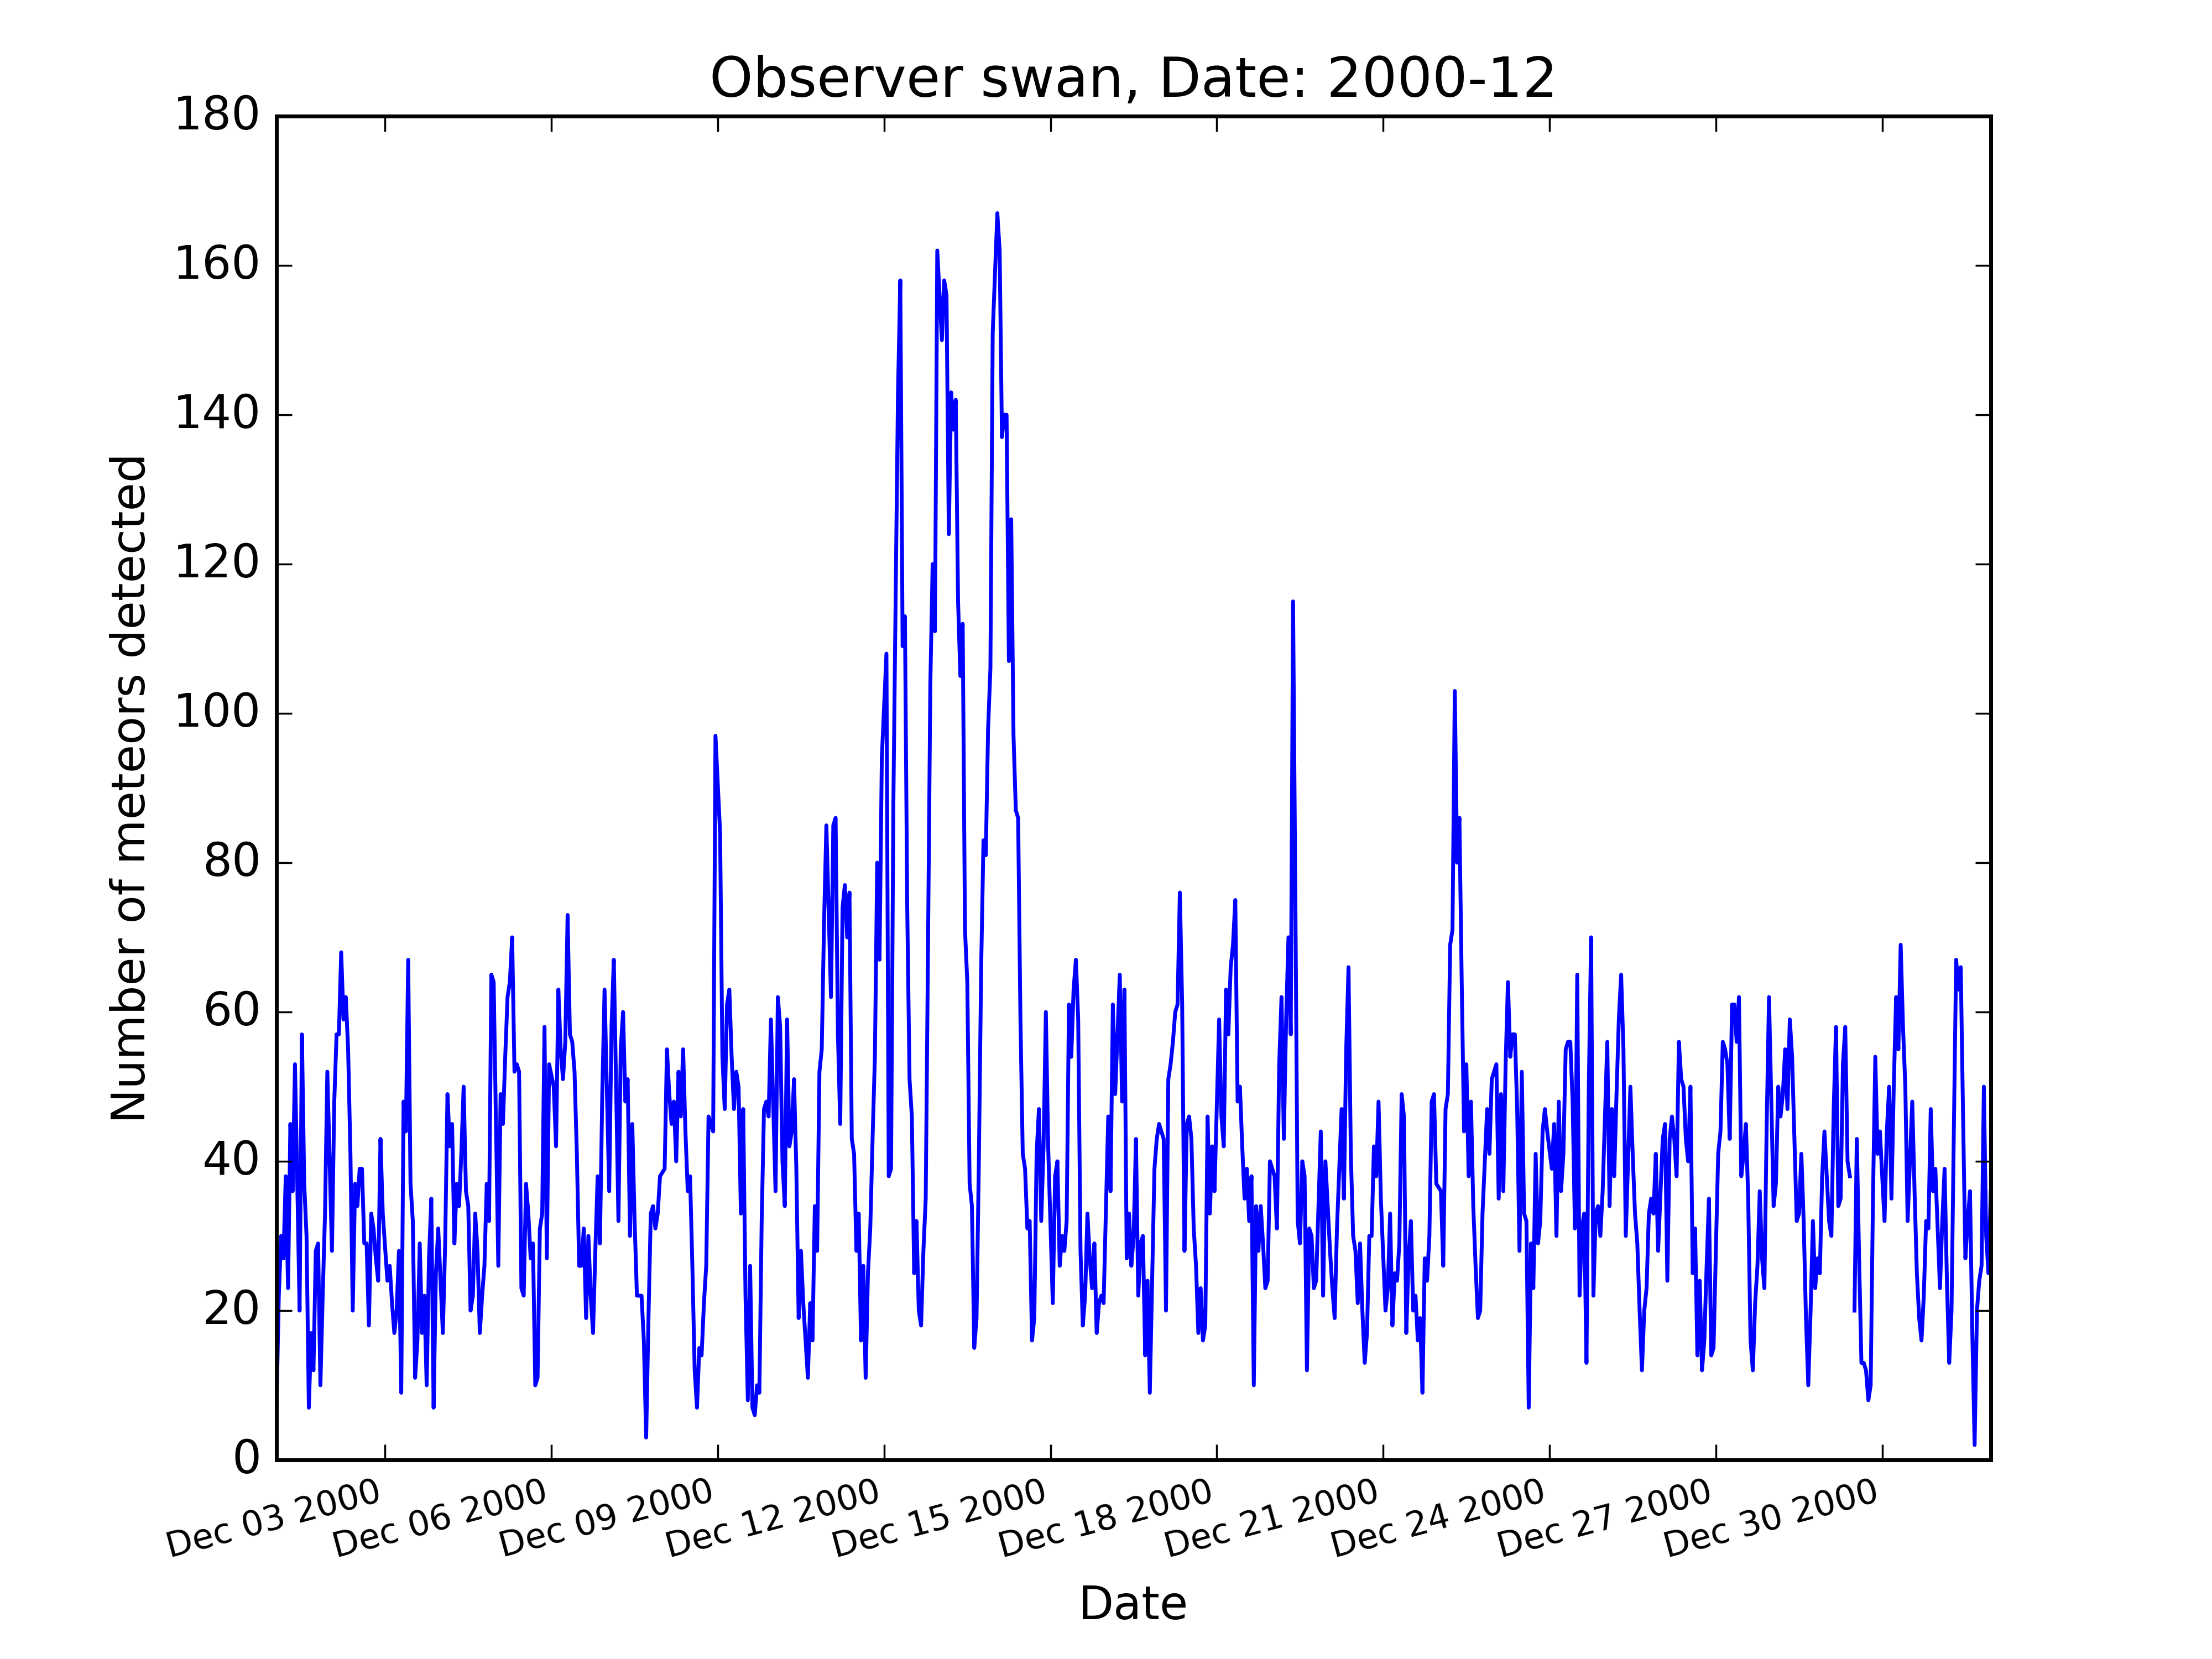 Observer swan, Date: 2000-12
180
160
140
120
100
80
60
40
20
0
Number of meteors detected
Dec 03 2000
Dec 06 2000
Dec 09 2000
Dec 12 2000
Dec 15 2000
Dec 18 2000
Dec 21 2000
Dec 24 2000
Dec 27 2000
Dec 30 2000
Date